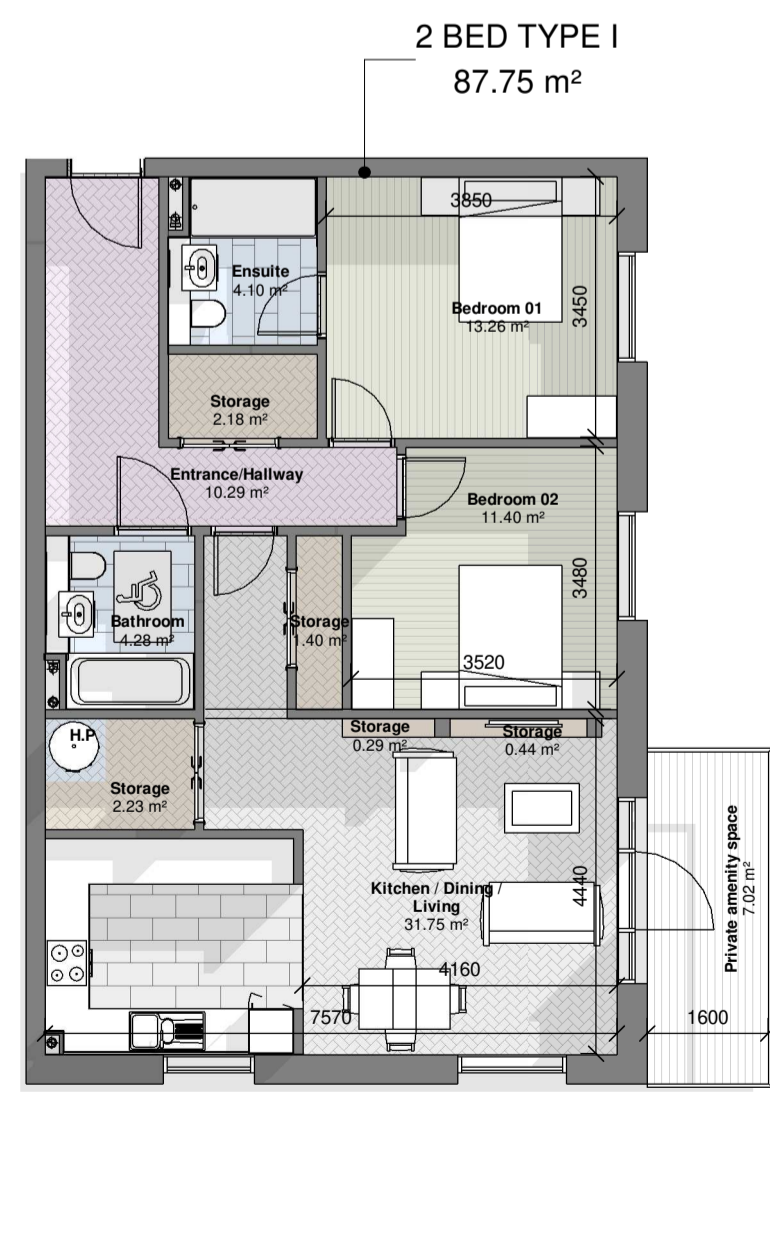 2 BED TYPE I
87.75 m²
3850
Ensuite
4.10 m²
Bedroom 01
13.26 m²
3450
Storage
2.18 m²
Entrance/Hallway
10.29 m²
Bedroom 02
11.40 m²
3480
Bathroom
4.28 m²
Storage
1.40 m²
3520
H.P
Storage
0.29 m²
Storage
0.44 m²
Storage
2.23 m²
Kitchen / Dining /
Living
31.75 m²
4440
Private amenity space
7.02 m²
4160
7570
1600